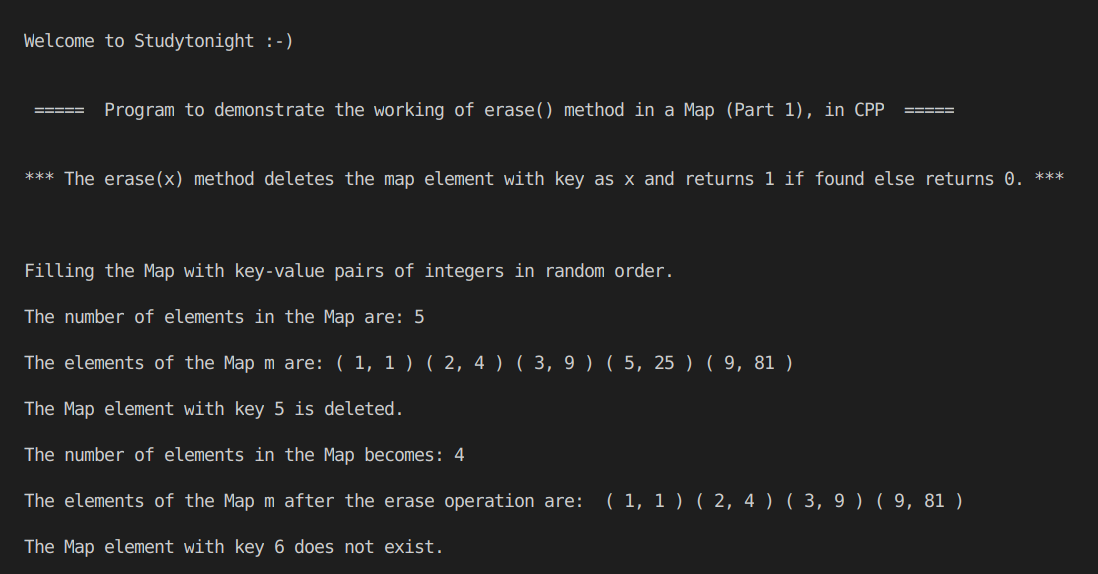 Welcome to Studytonight :-)
===== Program to demonstrate the working of erase() method in a Map (Part 1), in CPP =====
*** The erase(x) method deletes the map element with key as x and returns 1 if found else returns 0. ***
Filling the Map with key-value pairs of integers in random order.
The number of elements in the Map are: 5
The elements of the Map m are: ( 1, 1 ) ( 2, 4 ) ( 3, 9 ) ( 5, 25 ) ( 9, 81 )
The Map element with key 5 is deleted.
The number of elements in the Map becomes: 4
The elements of the Map m after the erase operation are:  ( 1, 1 ) ( 2, 4 ) ( 3, 9 ) ( 9, 81 )
The Map element with key 6 does not exist.